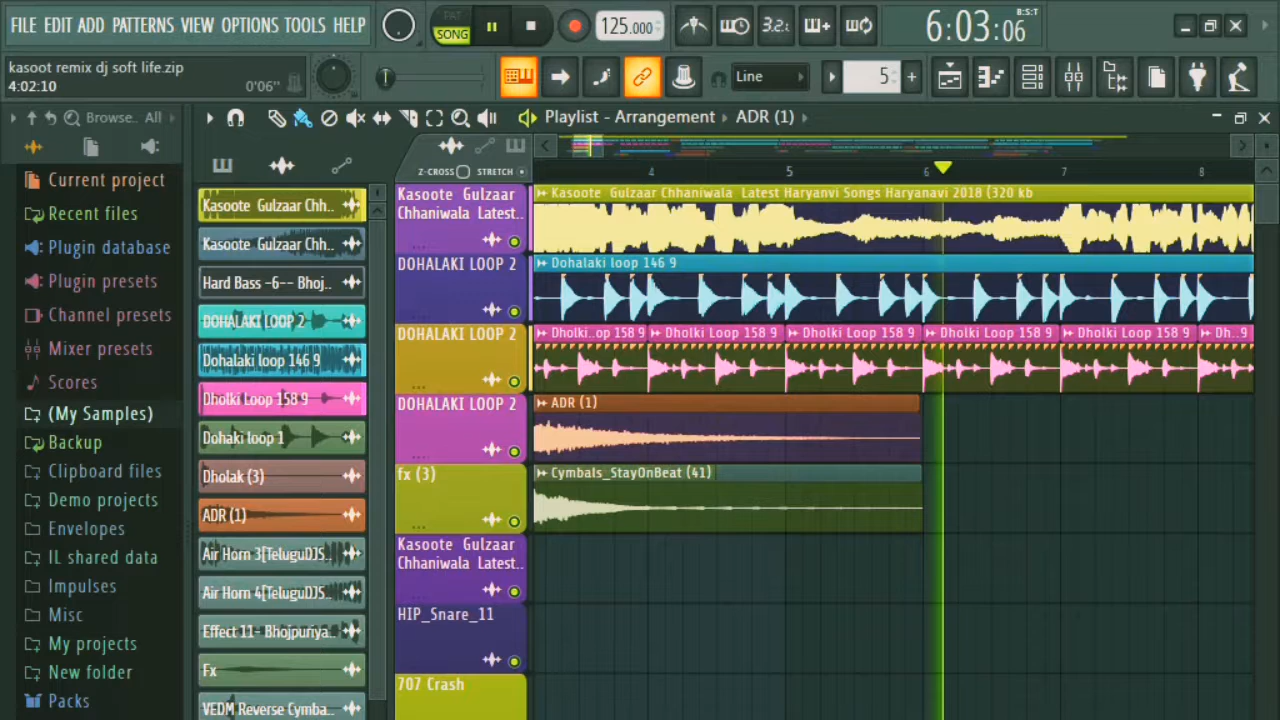 FILE EDIT ADD PATTERNS VIEW OPTIONS TOOLS HELP
PAT
SONG
125.000
3.2.
6:03:06
B:S:T
kasoot remix dj soft life.zip
4:02:10
0'06"
Line
5
Browse.. All
Playlist - Arrangement ADR (1)
Z-CROSS STRETCH
4 5 6 7 8
Current project
Recent files
Plugin database
Plugin presets
Channel presets
Mixer presets
Scores
(My Samples)
Backup
Clipboard files
Demo projects
Envelopes
IL shared data
Impulses
Misc
My projects
New folder
Packs
Kasoote Gulzaar Chh..
Kasoote Gulzaar Chh..
Hard Bass -6-- Bhoj..
DOHALAKI LOOP 2
Dohalaki loop 146 9
Dholki Loop 158 9
Dohaki loop 1
Dholak (3)
ADR (1)
Air Horn 3[TeluguDJS..
Air Horn 4[TeluguDJS..
Effect 11- Bhojpuriya..
Fx
VEDM Reverse Cymba..
Kasoote Gulzaar
Chhaniwala Latest..
DOHALAKI LOOP 2
DOHALAKI LOOP 2
DOHALAKI LOOP 2
fx (3)
Kasoote Gulzaar
Chhaniwala Latest..
HIP_Snare_11
707 Crash
Kasoote Gulzaar Chhaniwala Latest Haryanvi Songs Haryanavi 2018 (320 kb
Dohalaki loop 146 9
Dholki..op 158 9 Dholki Loop 158 9 Dholki Loop 158 9 Dholki Loop 158 9 Dholki Loop 158 9 Dh..9
ADR (1)
Cymbals_StayOnBeat (41)